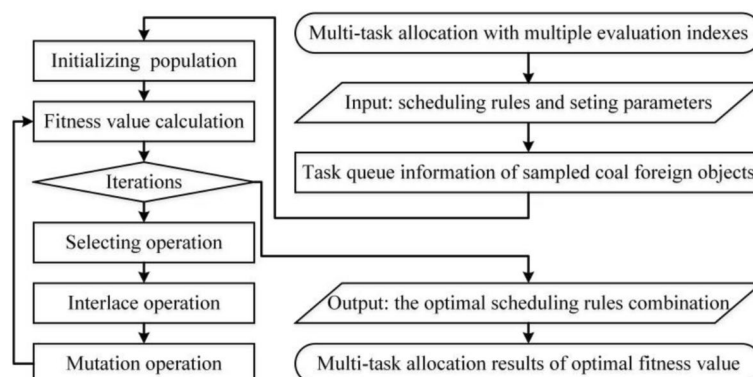 Multi-task allocation with multiple evaluation indexes
Input: scheduling rules and seting parameters
Task queue information of sampled coal foreign objects
Initializing population
Fitness value calculation
Iterations
Selecting operation
Interlace operation
Mutation operation
Output: the optimal scheduling rules combination
Multi-task allocation results of optimal fitness value